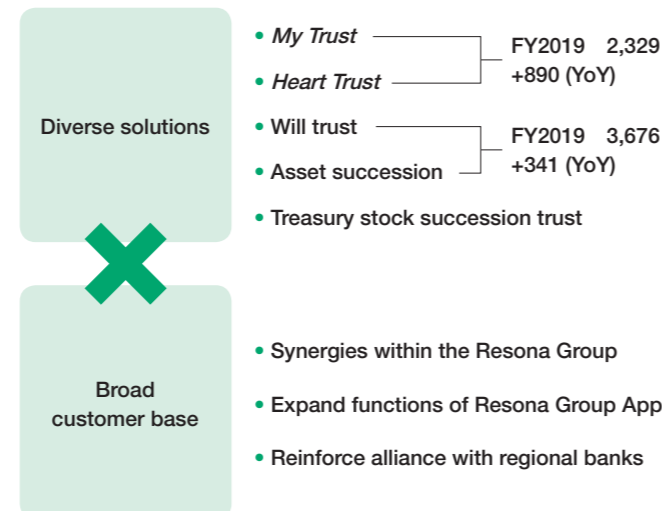 Diverse solutions
• My Trust
• Heart Trust
FY2019 2,329
+890 (YoY)
• Will trust
• Asset succession
FY2019 3,676
+341 (YoY)
• Treasury stock succession trust
Broad
customer base
• Synergies within the Resona Group
• Expand functions of Resona Group App
• Reinforce alliance with regional banks